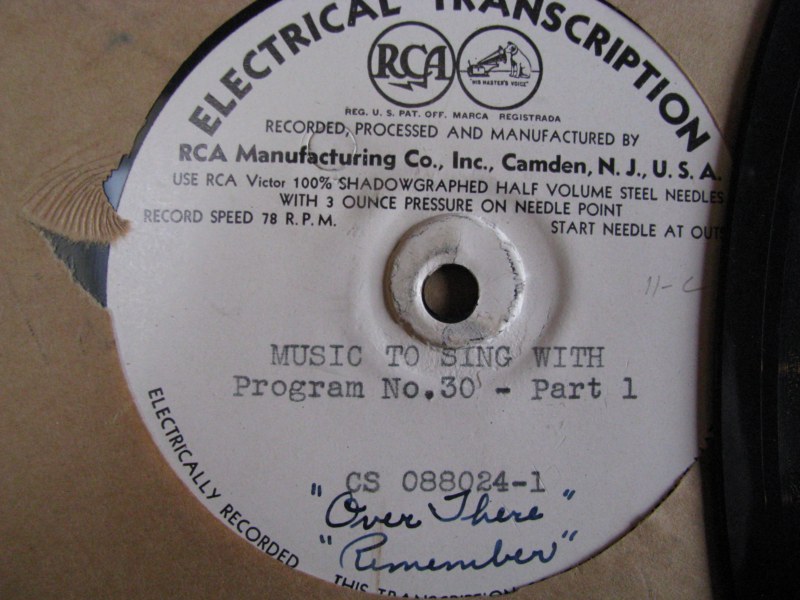 ELECTRICAL TRANSCRIPTION
RCA
"HIS MASTER'S VOICE"
REG. U. S. PAT. OFF. MARCA REGISTRADA
RECORDED, PROCESSED AND MANUFACTURED BY
RCA Manufacturing Co., Inc., Camden, N. J., U. S. A.
USE RCA Victor 100% SHADOWGRAPHED HALF VOLUME STEEL NEEDLES
WITH 3 OUNCE PRESSURE ON NEEDLE POINT
RECORD SPEED 78 R.P.M.
START NEEDLE AT OUT
11-C
MUSIC TO SING WITH
Program No.30 - Part 1
CS 088024-1
"Over There"
"Remember"
ELECTRICALLY RECORDED
THIS TRANSCRIPTION